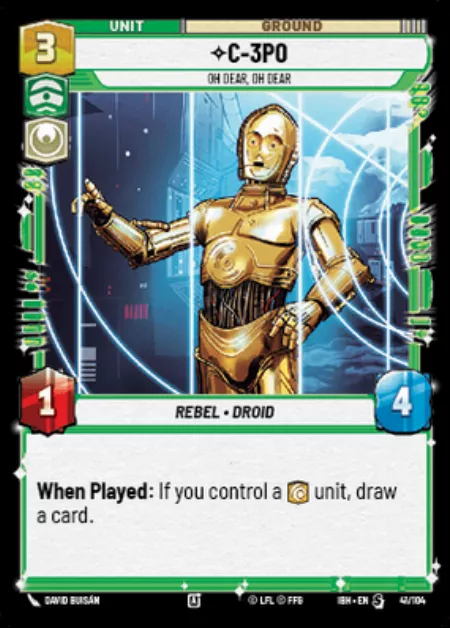 UNIT
GROUND
3
✧C-3PO
OH DEAR, OH DEAR
1
REBEL • DROID
4
When Played: If you control a unit, draw
a card.
DAVID BUISÁN
A
© LFL © FFG
IBH • EN
41/104